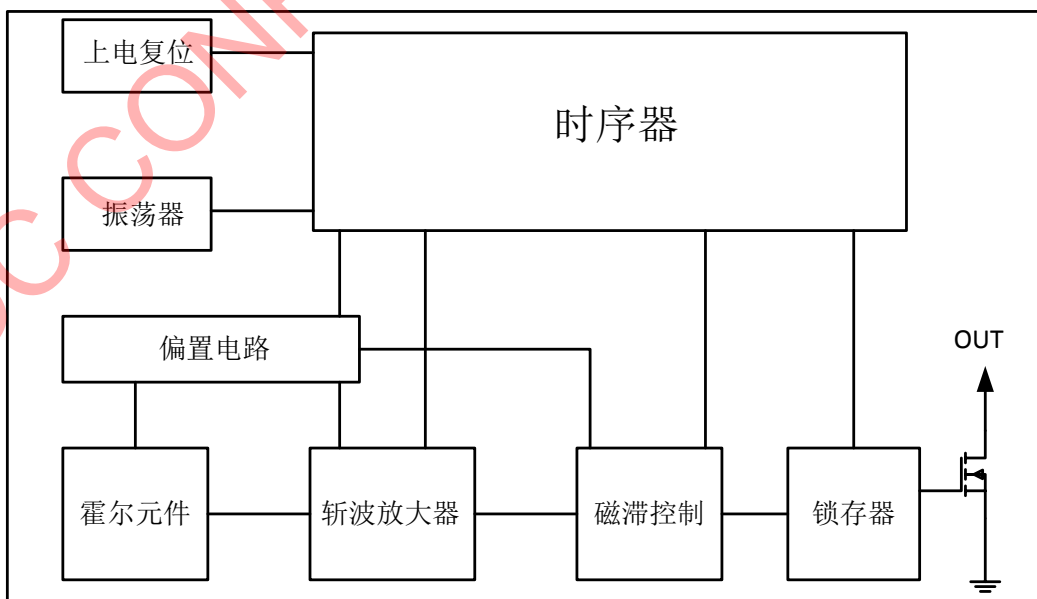 上电复位
时序器
振荡器
偏置电路
OUT
霍尔元件
斩波放大器
磁滞控制
锁存器